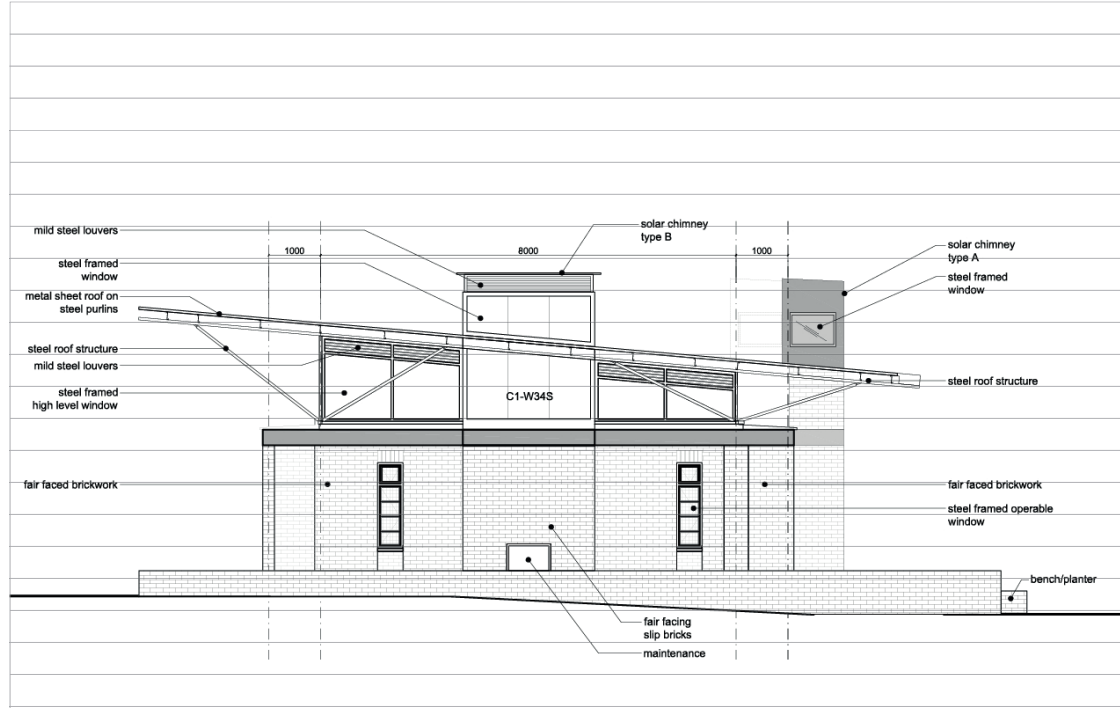 mild steel louvers
steel framed
window
metal sheet roof on
steel purlins
steel roof structure
mild steel louvers
steel framed
high level window
fair faced brickwork
1000
8000
1000
solar chimney
type B
solar chimney
type A
steel framed
window
C1-W34S
steel roof structure
fair faced brickwork
steel framed operable
window
bench/planter
fair facing
slip bricks
maintenance